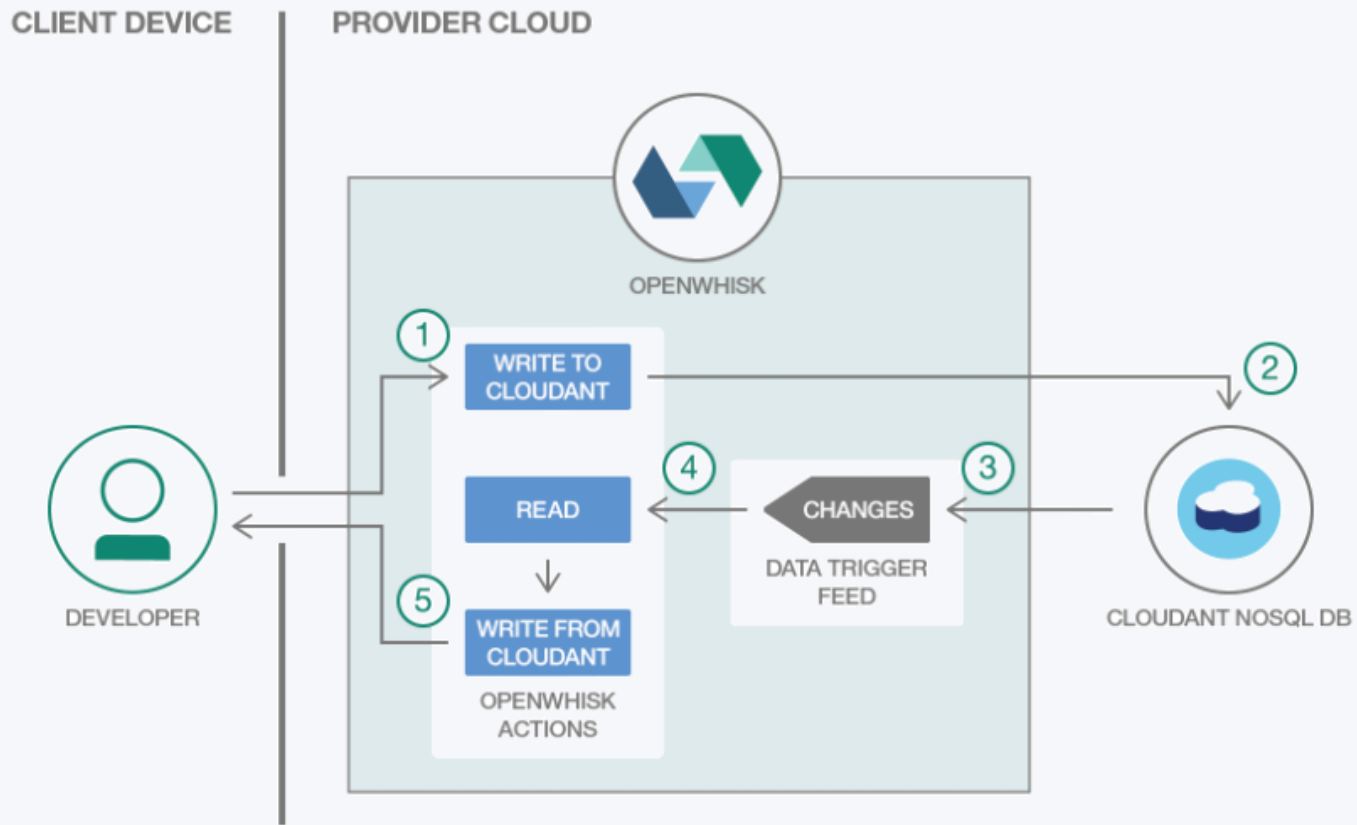 CLIENT DEVICE
PROVIDER CLOUD
OPENWHISK
1
WRITE TO
CLOUDANT
2
4
3
READ
CHANGES
DATA TRIGGER
FEED
5
WRITE FROM
CLOUDANT
OPENWHISK
ACTIONS
DEVELOPER
CLOUDANT NOSQL DB